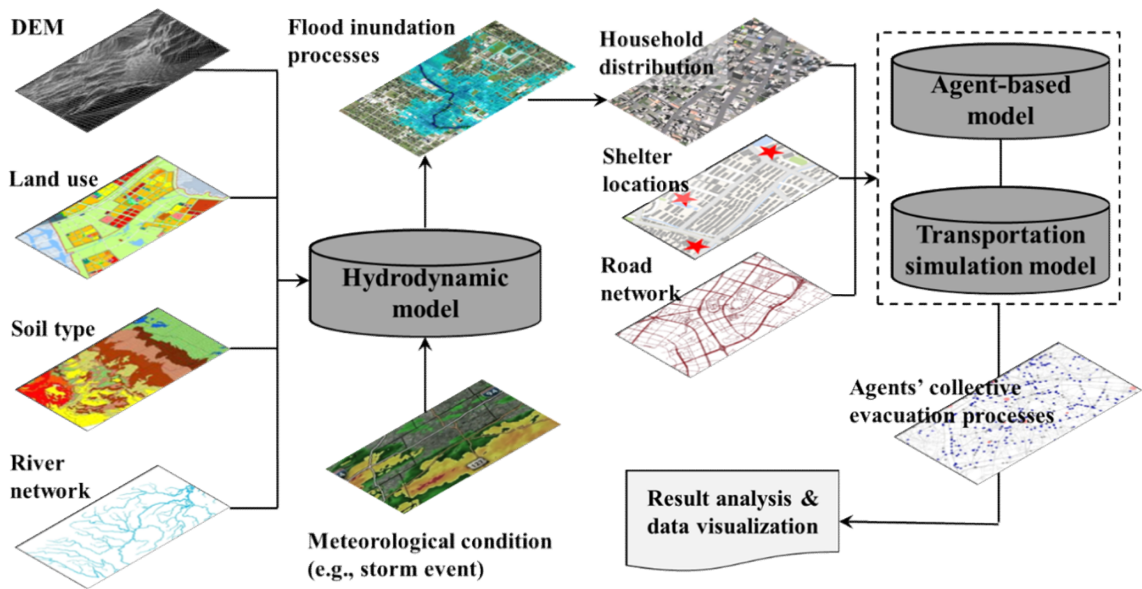 DEM
Land use
Soil type
River
network
Flood inundation
processes
Hydrodynamic
model
Meteorological condition
(e.g., storm event)
Household
distribution
Shelter
locations
Road
network
Agent-based
model
Transportation
simulation model
Agents’ collective
evacuation processes
Result analysis &
data visualization